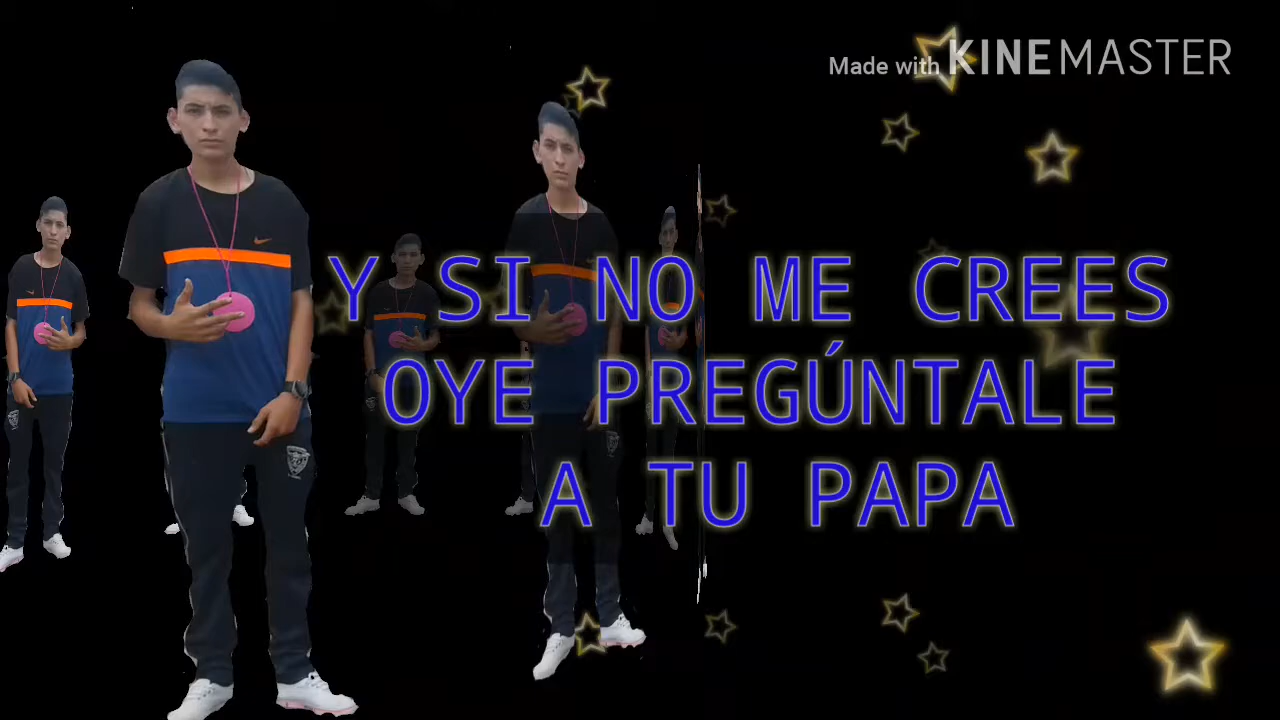 Made with KINEMASTER
Y SI NO ME CREES
OYE PREGÚNTALE
A TU PAPA